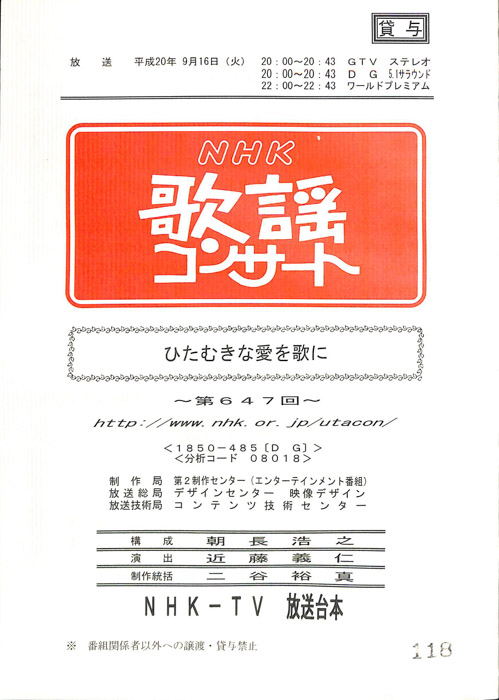 貸与
放　送　平成20年 9月16日（火）　20：00～20：43　ＧＴＶ　ステレオ
20：00～20：43　Ｄ　Ｇ　5.1サラウンド
22：00～22：43　ワールドプレミアム
NHK
歌謡
コンサート
ひたむきな愛を歌に
～第６４７回～
http://www.nhk.or.jp/utacon/
＜1850-485［Ｄ　Ｇ］＞
＜分析コード　08018＞
制　作　局　第２制作センター（エンターテインメント番組）
放送総局　デザインセンター　映像デザイン
放送技術局　コンテンツ技術センター
構　成　朝　長　浩　之
演　出　近　藤　義　仁
制作統括　二　谷　裕　真
ＮＨＫ－ＴＶ　放送台本
※　番組関係者以外への譲渡・貸与禁止
118